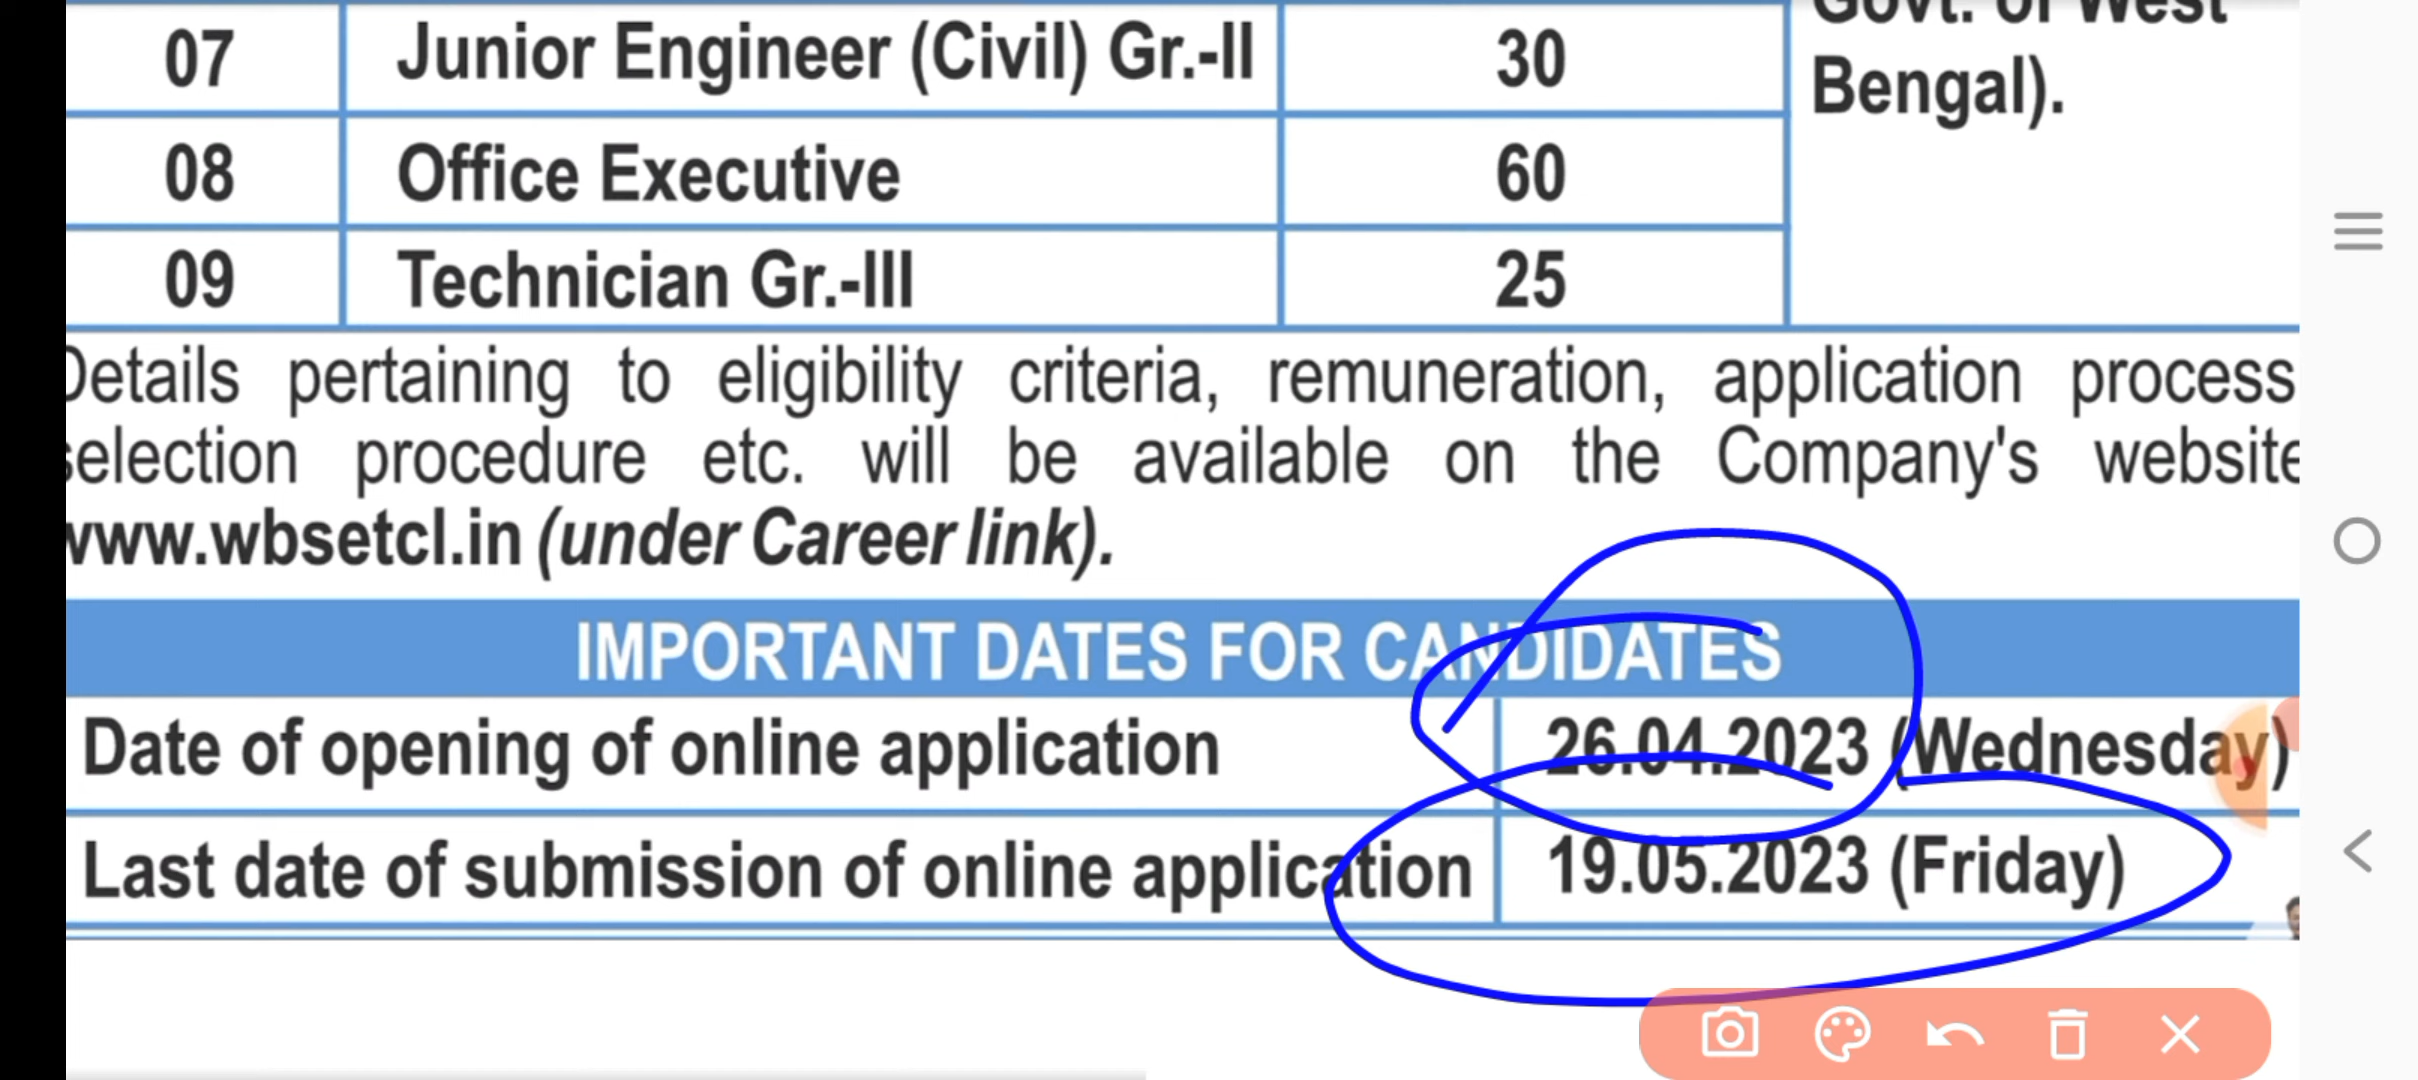 Govt. of West
07 Junior Engineer (Civil) Gr.-II 30 Bengal).
08 Office Executive 60
09 Technician Gr.-III 25
Details pertaining to eligibility criteria, remuneration, application process
selection procedure etc. will be available on the Company's website
www.wbsetcl.in (under Career link).
IMPORTANT DATES FOR CANDIDATES
Date of opening of online application 26.04.2023 (Wednesday)
Last date of submission of online application 19.05.2023 (Friday)